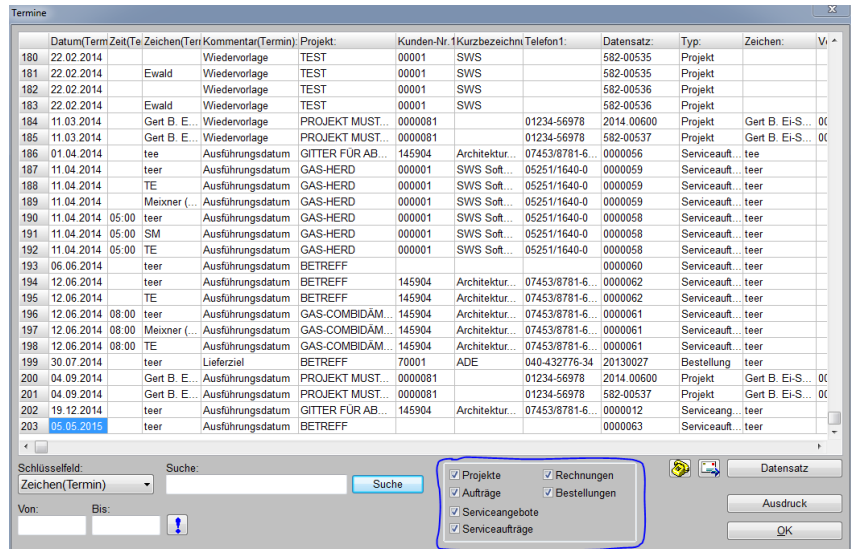 Termine
Datum(Term Zeit(Te Zeichen(Terr Kommentar(Termin): Projekt: Kunden-Nr.1 Kurzbezeichnu Telefon1: Datensatz: Typ: Zeichen: V
180 22.02.2014 Wiedervorlage TEST 00001 SWS 582-00535 Projekt
181 22.02.2014 Ewald Wiedervorlage TEST 00001 SWS 582-00535 Projekt
182 22.02.2014 Wiedervorlage TEST 00001 SWS 582-00536 Projekt
183 22.02.2014 Ewald Wiedervorlage TEST 00001 SWS 582-00536 Projekt
184 11.03.2014 Gert B. E... Wiedervorlage PROJEKT MUST... 0000081 01234-56978 2014.00600 Projekt Gert B. Ei-S... 00
185 11.03.2014 Gert B. E... Wiedervorlage PROJEKT MUST... 0000081 01234-56978 582-00537 Projekt Gert B. Ei-S... 00
186 01.04.2014 tee Ausführungsdatum GITTER FÜR AB... 145904 Architektur... 07453/8781-6... 0000056 Serviceauft... tee
187 11.04.2014 teer Ausführungsdatum GAS-HERD 000001 SWS Soft... 05251/1640-0 0000059 Serviceauft... teer
188 11.04.2014 TE Ausführungsdatum GAS-HERD 000001 SWS Soft... 05251/1640-0 0000059 Serviceauft... teer
189 11.04.2014 Meixner (... Ausführungsdatum GAS-HERD 000001 SWS Soft... 05251/1640-0 0000059 Serviceauft... teer
190 11.04.2014 05:00 teer Ausführungsdatum GAS-HERD 000001 SWS Soft... 05251/1640-0 0000058 Serviceauft... teer
191 11.04.2014 05:00 SM Ausführungsdatum GAS-HERD 000001 SWS Soft... 05251/1640-0 0000058 Serviceauft... teer
192 11.04.2014 05:00 TE Ausführungsdatum GAS-HERD 000001 SWS Soft... 05251/1640-0 0000058 Serviceauft... teer
193 06.06.2014 teer Ausführungsdatum BETREFF 0000060 Serviceauft... teer
194 12.06.2014 teer Ausführungsdatum BETREFF 145904 Architektur... 07453/8781-6... 0000062 Serviceauft... teer
195 12.06.2014 TE Ausführungsdatum BETREFF 145904 Architektur... 07453/8781-6... 0000062 Serviceauft... teer
196 12.06.2014 08:00 teer Ausführungsdatum GAS-COMBIDÄM... 145904 Architektur... 07453/8781-6... 0000061 Serviceauft... teer
197 12.06.2014 08:00 Meixner (... Ausführungsdatum GAS-COMBIDÄM... 145904 Architektur... 07453/8781-6... 0000061 Serviceauft... teer
198 12.06.2014 08:00 TE Ausführungsdatum GAS-COMBIDÄM... 145904 Architektur... 07453/8781-6... 0000061 Serviceauft... teer
199 30.07.2014 teer Lieferziel BETREFF 70001 ADE 040-432776-34 20130027 Bestellung teer
200 04.09.2014 Gert B. E... Ausführungsdatum PROJEKT MUST... 0000081 01234-56978 2014.00600 Projekt Gert B. Ei-S... 00
201 04.09.2014 Gert B. E... Ausführungsdatum PROJEKT MUST... 0000081 01234-56978 582-00537 Projekt Gert B. Ei-S... 00
202 19.12.2014 teer Ausführungsdatum GITTER FÜR AB... 145904 Architektur... 07453/8781-6... 0000012 Serviceang... teer
203 05.05.2015 teer Ausführungsdatum BETREFF 0000063 Serviceauft... teer
Schlüsselfeld: Suche:
Zeichen(Termin) Suche
Von: Bis:
Projekte Rechnungen
Aufträge Bestellungen
Serviceangebote
Serviceaufträge
Datensatz
Ausdruck
OK